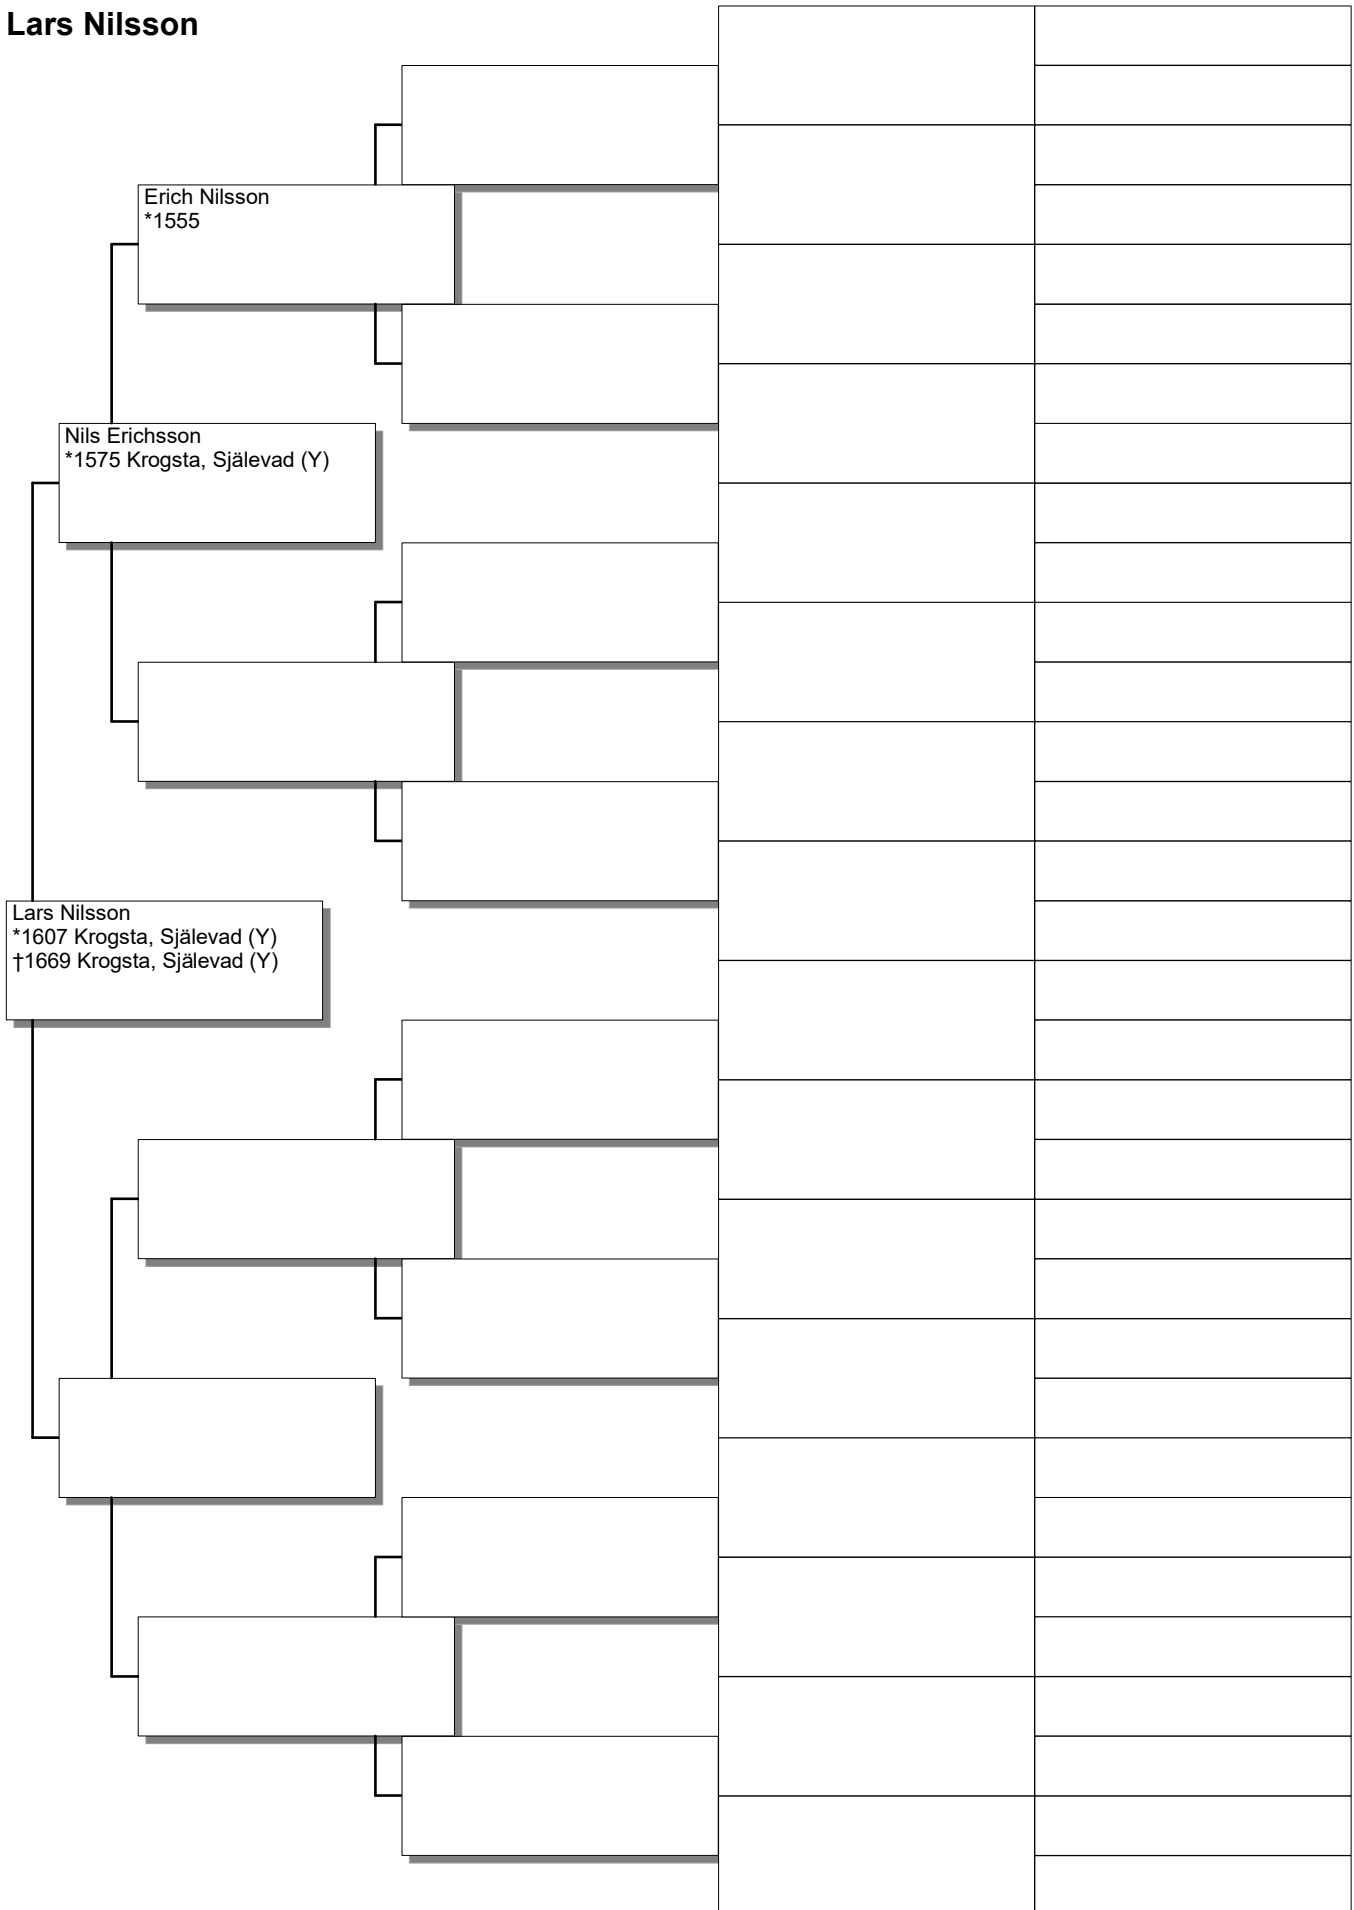 Lars Nilsson
Erich Nilsson
*1555
Nils Erichsson
*1575 Krogsta, Själevad (Y)
Lars Nilsson
*1607 Krogsta, Själevad (Y)
†1669 Krogsta, Själevad (Y)